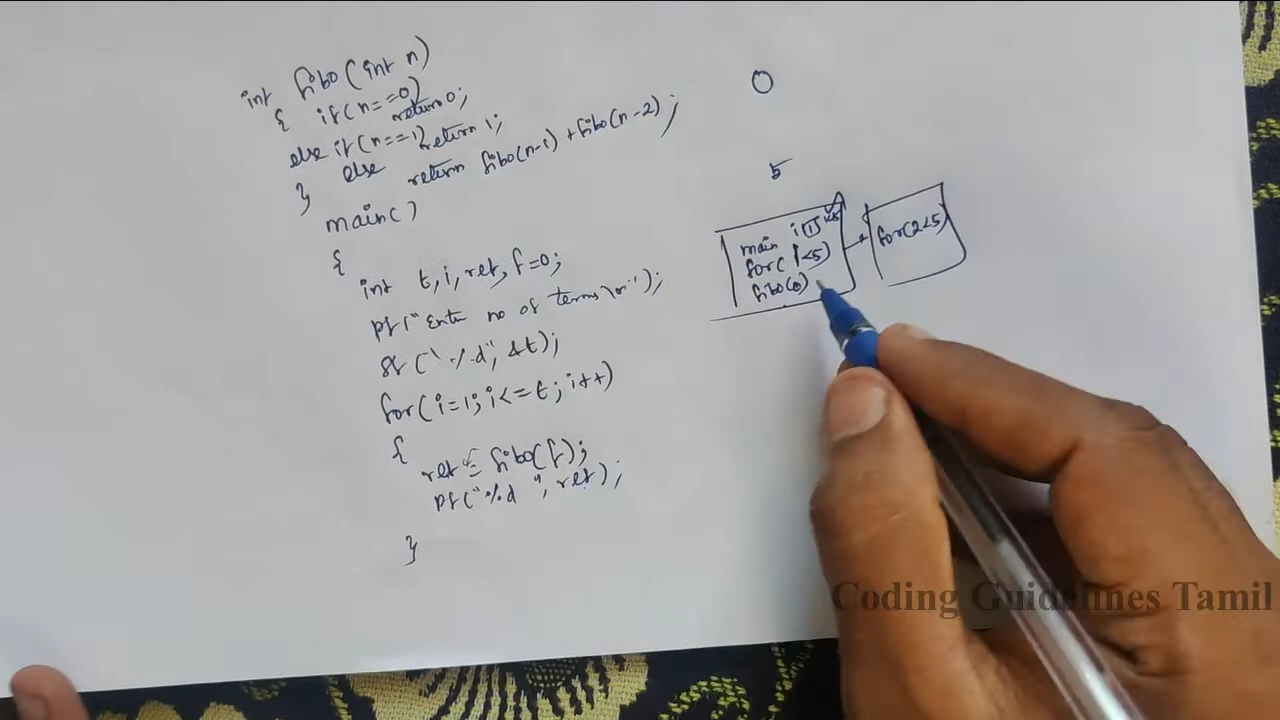 int fibo(int n)
{ if(n==0)
return 0;
else if(n==1) return 1;
} else
return fibo(n-1) + fibo(n-2);
main()
{
int t, i, ret, f=0;
pf("Enter no of terms\n");
sf("%d", &t);
for(i=1; i<=t; i++)
{
ret = fibo(f);
pf("%d ", ret);
}
0
5
main i 1
for(1<5)
fibo(0)
for(2<5)
Coding Guidelines Tamil